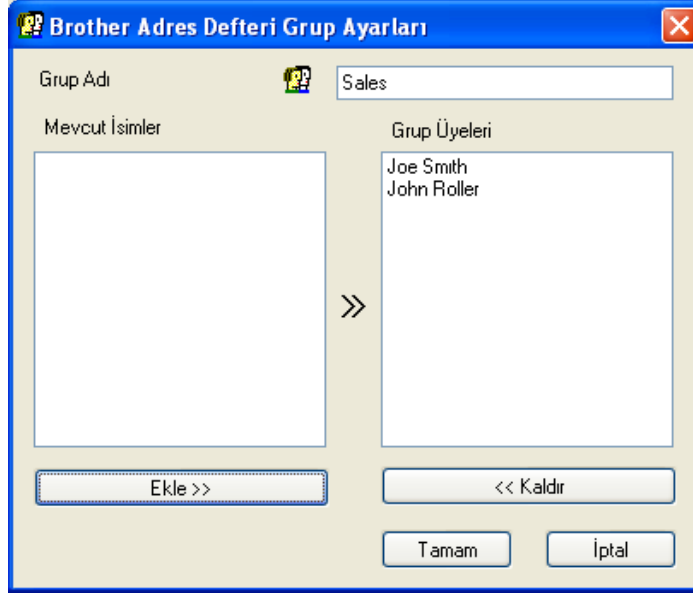 Brother Adres Defteri Grup Ayarları
Grup Adı
Sales
Mevcut İsimler
Grup Üyeleri
Joe Smıth
John Roller
>>
Ekle >>
<< Kaldır
Tamam
İptal